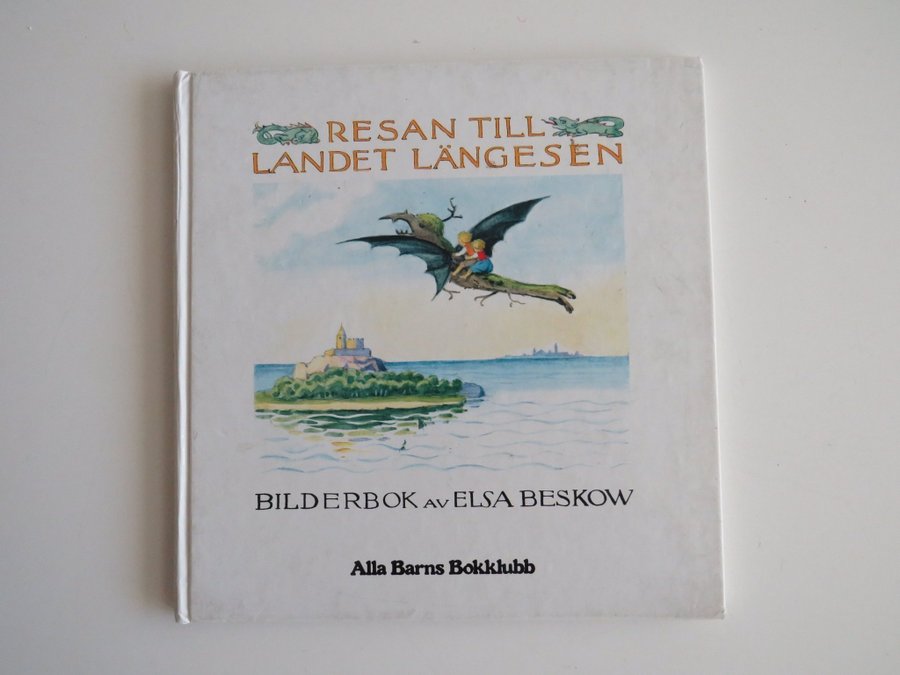 RESAN TILL
LANDET LÄNGESEN
BILDERBOK AV ELSA BESKOW
Alla Barns Bokklubb